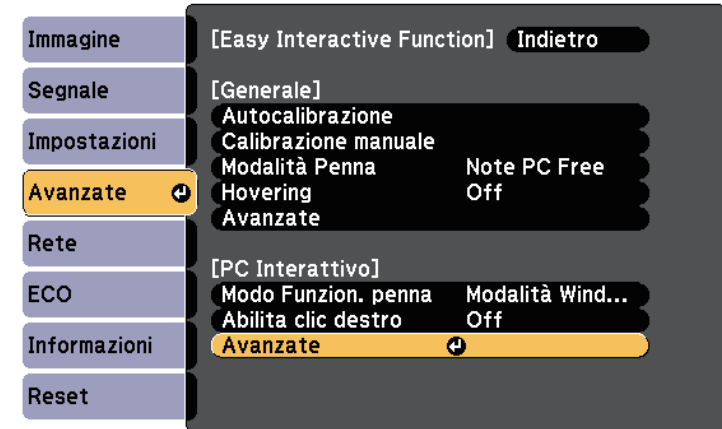 Immagine
Segnale
Impostazioni
Avanzate
Rete
ECO
Informazioni
Reset
[Easy Interactive Function] Indietro
[Generale]
Autocalibrazione
Calibrazione manuale
Modalità Penna Note PC Free
Hovering Off
Avanzate
[PC Interattivo]
Modo Funzion. penna Modalità Wind...
Abilita clic destro Off
Avanzate